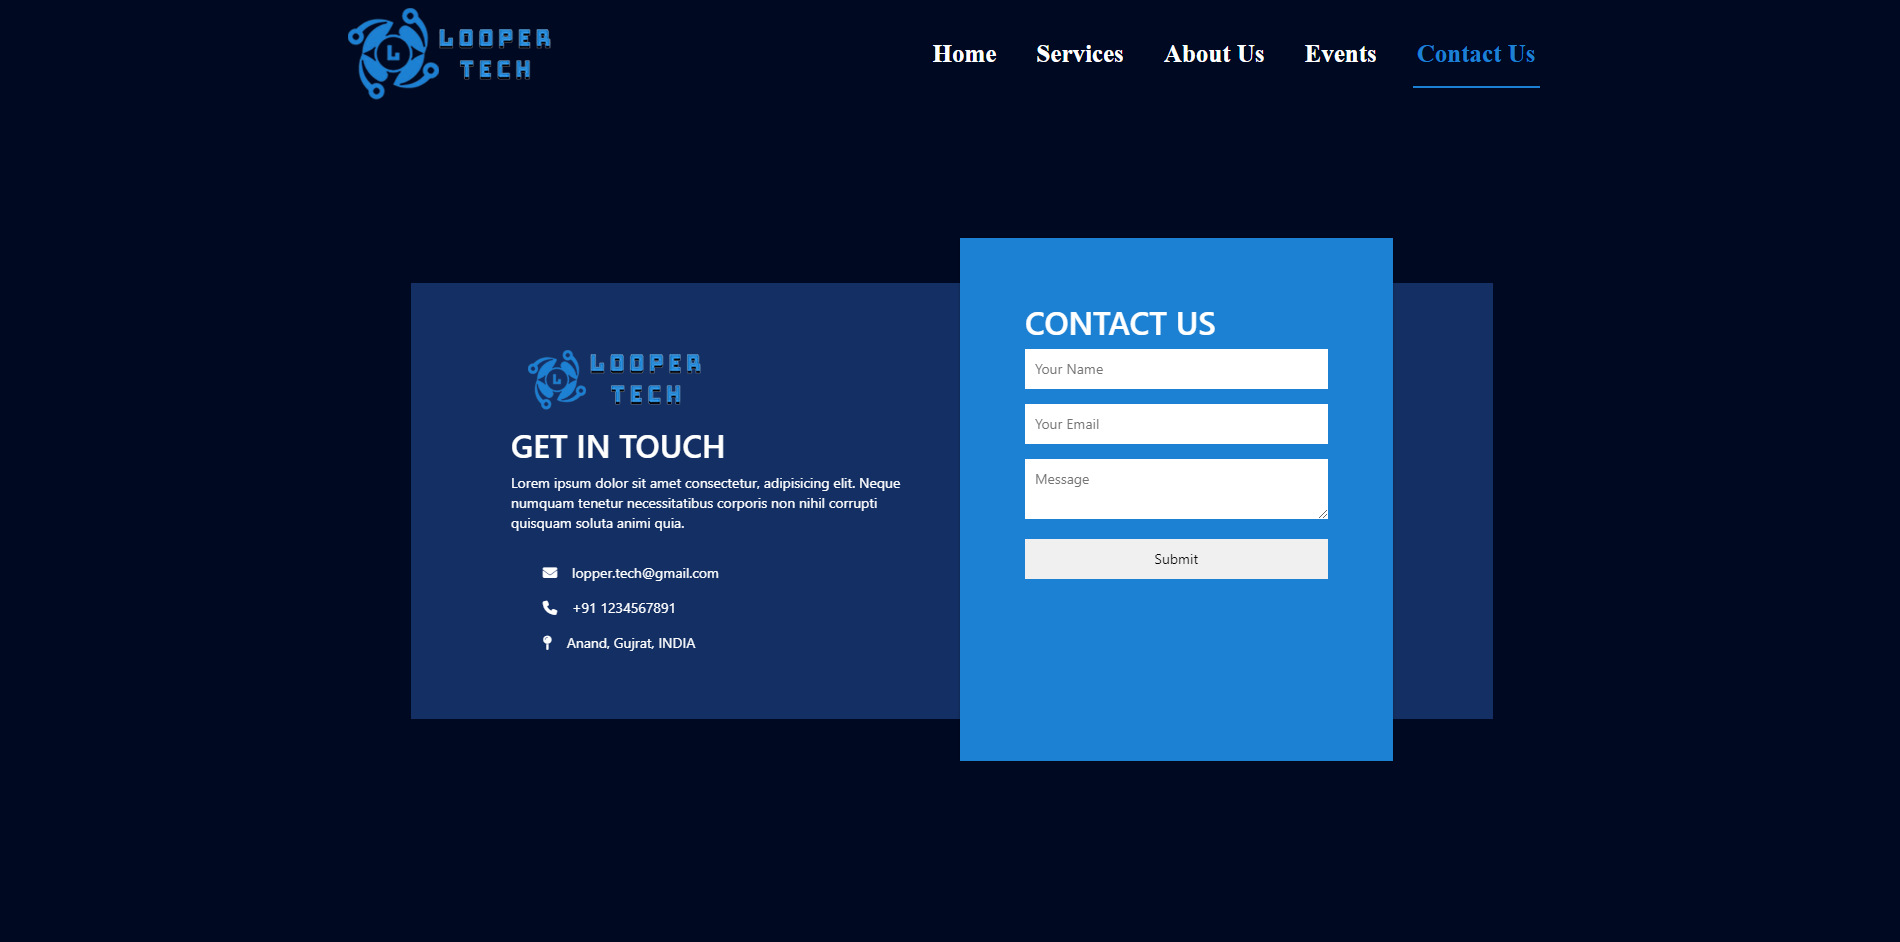 LOOPER
TECH
Home Services About Us Events Contact Us
L
LOOPER
TECH
GET IN TOUCH
Lorem ipsum dolor sit amet consectetur, adipisicing elit. Neque
numquam tenetur necessitatibus corporis non nihil corrupti
quisquam soluta animi quia.
lopper.tech@gmail.com
+91 1234567891
Anand, Gujrat, INDIA
CONTACT US
Your Name
Your Email
Message
Submit